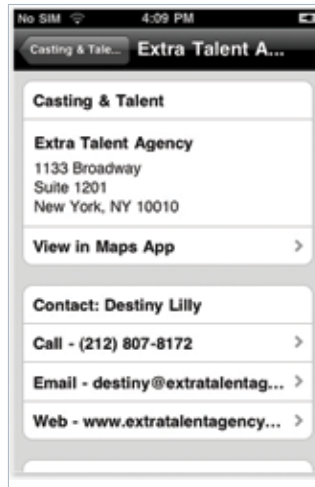 No SIM 4:09 PM
Casting & Tale... Extra Talent A...
Casting & Talent
Extra Talent Agency
1133 Broadway
Suite 1201
New York, NY 10010
View in Maps App
Contact: Destiny Lilly
Call - (212) 807-8172
Email - destiny@extratalentag...
Web - www.extratalentagency...